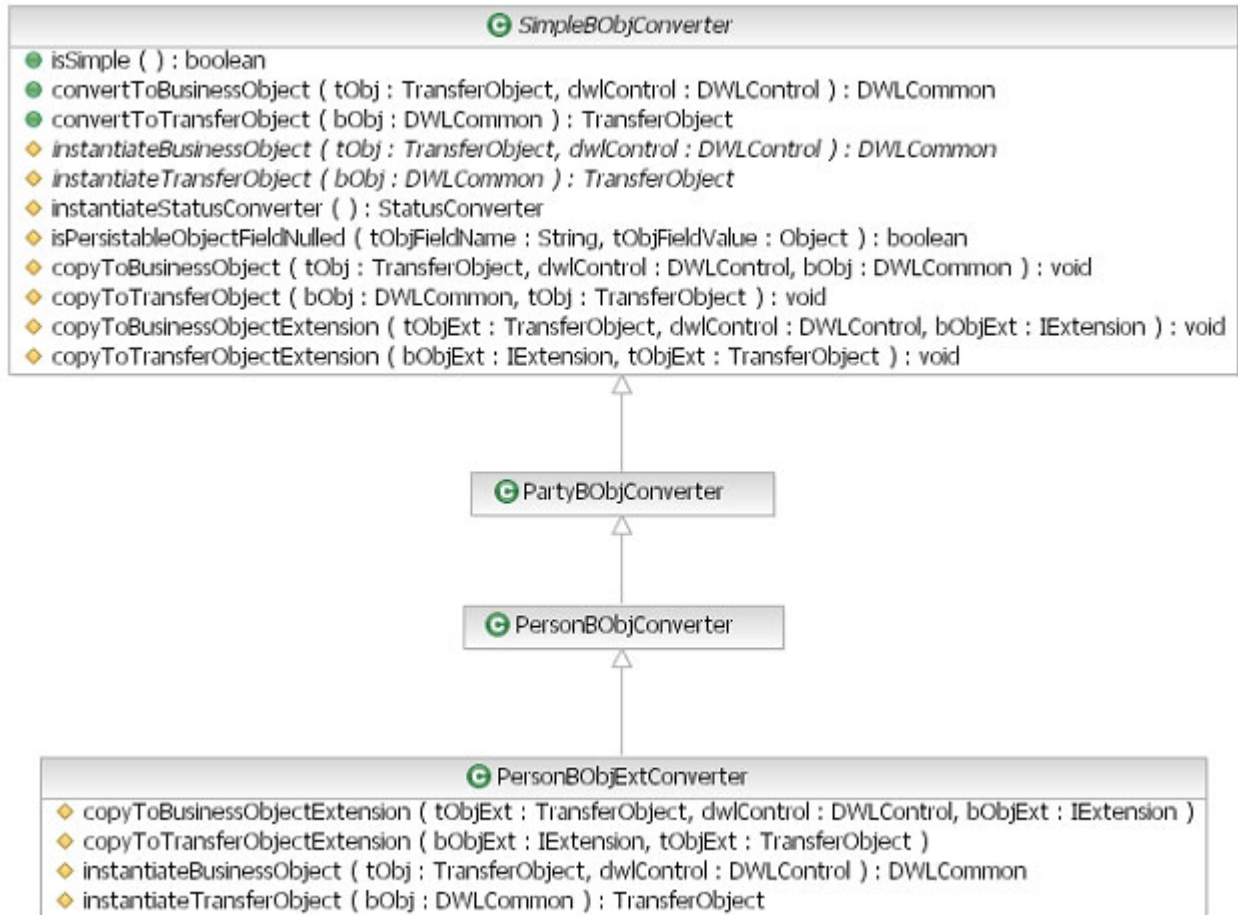 SimpleBObjConverter
isSimple ( ) : boolean
convertToBusinessObject ( tObj : TransferObject, dwlControl : DWLControl ) : DWLCommon
convertToTransferObject ( bObj : DWLCommon ) : TransferObject
instantiateBusinessObject ( tObj : TransferObject, dwlControl : DWLControl ) : DWLCommon
instantiateTransferObject ( bObj : DWLCommon ) : TransferObject
instantiateStatusConverter ( ) : StatusConverter
isPersistableObjectFieldNulled ( tObjFieldName : String, tObjFieldValue : Object ) : boolean
copyToBusinessObject ( tObj : TransferObject, dwlControl : DWLControl, bObj : DWLCommon ) : void
copyToTransferObject ( bObj : DWLCommon, tObj : TransferObject ) : void
copyToBusinessObjectExtension ( tObjExt : TransferObject, dwlControl : DWLControl, bObjExt : IExtension ) : void
copyToTransferObjectExtension ( bObjExt : IExtension, tObjExt : TransferObject ) : void
PartyBObjConverter
PersonBObjConverter
PersonBObjExtConverter
copyToBusinessObjectExtension ( tObjExt : TransferObject, dwlControl : DWLControl, bObjExt : IExtension )
copyToTransferObjectExtension ( bObjExt : IExtension, tObjExt : TransferObject )
instantiateBusinessObject ( tObj : TransferObject, dwlControl : DWLControl ) : DWLCommon
instantiateTransferObject ( bObj : DWLCommon ) : TransferObject